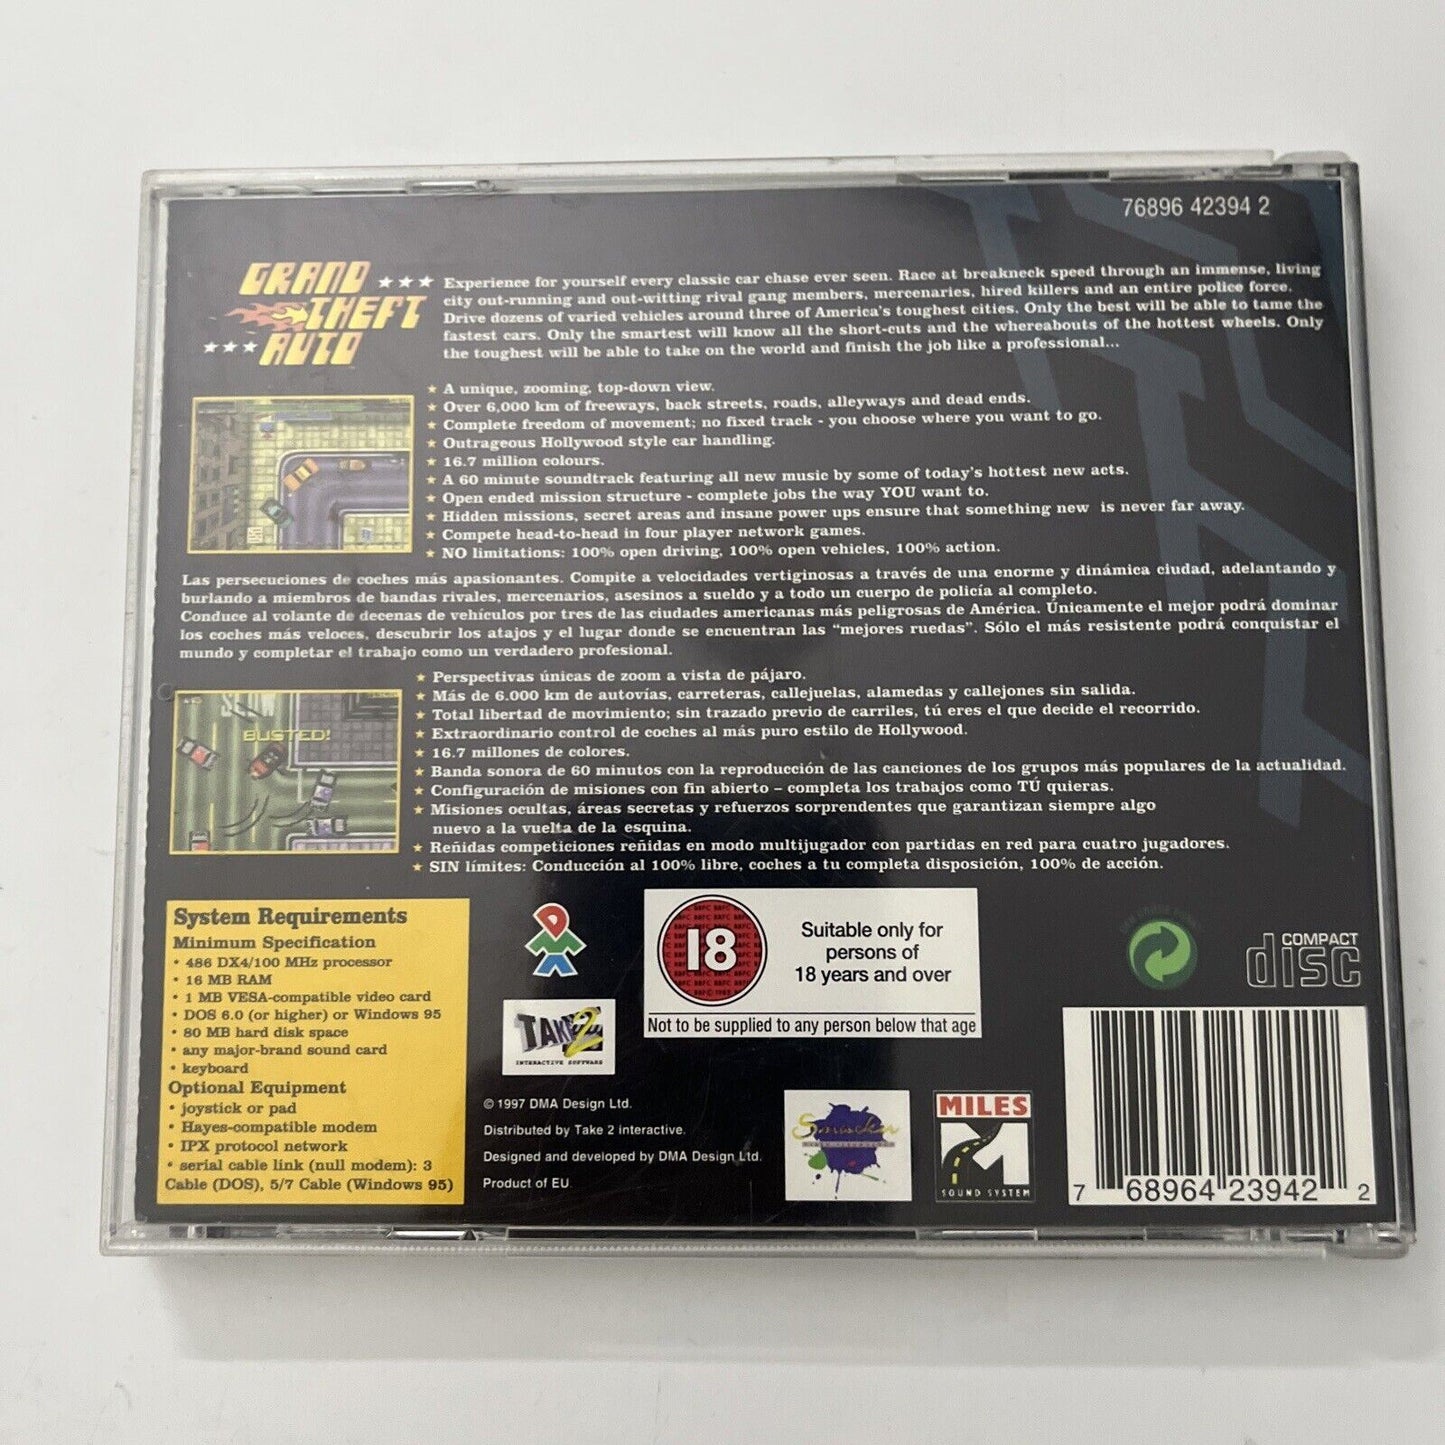 76896 42394 2
GRAND
THEFT
AUTO
Experience for yourself every classic car chase ever seen. Race at breakneck speed through an immense, living
city out-running and out-witting rival gang members, mercenaries, hired killers and an entire police force.
Drive dozens of varied vehicles around three of America's toughest cities. Only the best will be able to tame the
fastest cars. Only the smartest will know all the short-cuts and the whereabouts of the hottest wheels. Only
the toughest will be able to take on the world and finish the job like a professional...
★ A unique, zooming, top-down view.
★ Over 6,000 km of freeways, back streets, roads, alleyways and dead ends.
★ Complete freedom of movement; no fixed track - you choose where you want to go.
★ Outrageous Hollywood style car handling.
★ 16.7 million colours.
★ A 60 minute soundtrack featuring all new music by some of today's hottest new acts.
★ Open ended mission structure - complete jobs the way YOU want to.
★ Hidden missions, secret areas and insane power ups ensure that something new is never far away.
★ Compete head-to-head in four player network games.
★ NO limitations: 100% open driving, 100% open vehicles, 100% action.
Las persecuciones de coches más apasionantes. Compite a velocidades vertiginosas a través de una enorme y dinámica ciudad, adelantando y
burlando a miembros de bandas rivales, mercenarios, asesinos a sueldo y a todo un cuerpo de policía al completo.
Conduce al volante de decenas de vehículos por tres de las ciudades americanas más peligrosas de América. Únicamente el mejor podrá dominar
los coches más veloces, descubrir los atajos y el lugar donde se encuentran las “mejores ruedas”. Sólo el más resistente podrá conquistar el
mundo y completar el trabajo como un verdadero profesional.
★ Perspectivas únicas de zoom a vista de pájaro.
★ Más de 6.000 km de autovías, carreteras, callejuelas, alamedas y callejones sin salida.
★ Total libertad de movimiento; sin trazado previo de carriles, tú eres el que decide el recorrido.
★ Extraordinario control de coches al más puro estilo de Hollywood.
★ 16.7 millones de colores.
★ Banda sonora de 60 minutos con la reproducción de las canciones de los grupos más populares de la actualidad.
★ Configuración de misiones con fin abierto – completa los trabajos como TÚ quieras.
★ Misiones ocultas, áreas secretas y refuerzos sorprendentes que garantizan siempre algo
nuevo a la vuelta de la esquina.
★ Reñidas competiciones reñidas en modo multijugador con partidas en red para cuatro jugadores.
★ SIN límites: Conducción al 100% libre, coches a tu completa disposición, 100% de acción.
BUSTED!
System Requirements
Minimum Specification
• 486 DX4/100 MHz processor
• 16 MB RAM
• 1 MB VESA-compatible video card
• DOS 6.0 (or higher) or Windows 95
• 80 MB hard disk space
• any major-brand sound card
• keyboard
Optional Equipment
• joystick or pad
• Hayes-compatible modem
• IPX protocol network
• serial cable link (null modem): 3
Cable (DOS), 5/7 Cable (Windows 95)
DMA
TAKE 2
INTERACTIVE SOFTWARE
18
Suitable only for
persons of
18 years and over
Not to be supplied to any person below that age
© 1997 DMA Design Ltd.
Distributed by Take 2 interactive.
Designed and developed by DMA Design Ltd.
Product of EU
Smacker
MILES
SOUND SYSTEM
COMPACT
disc
7 68964 23942 2